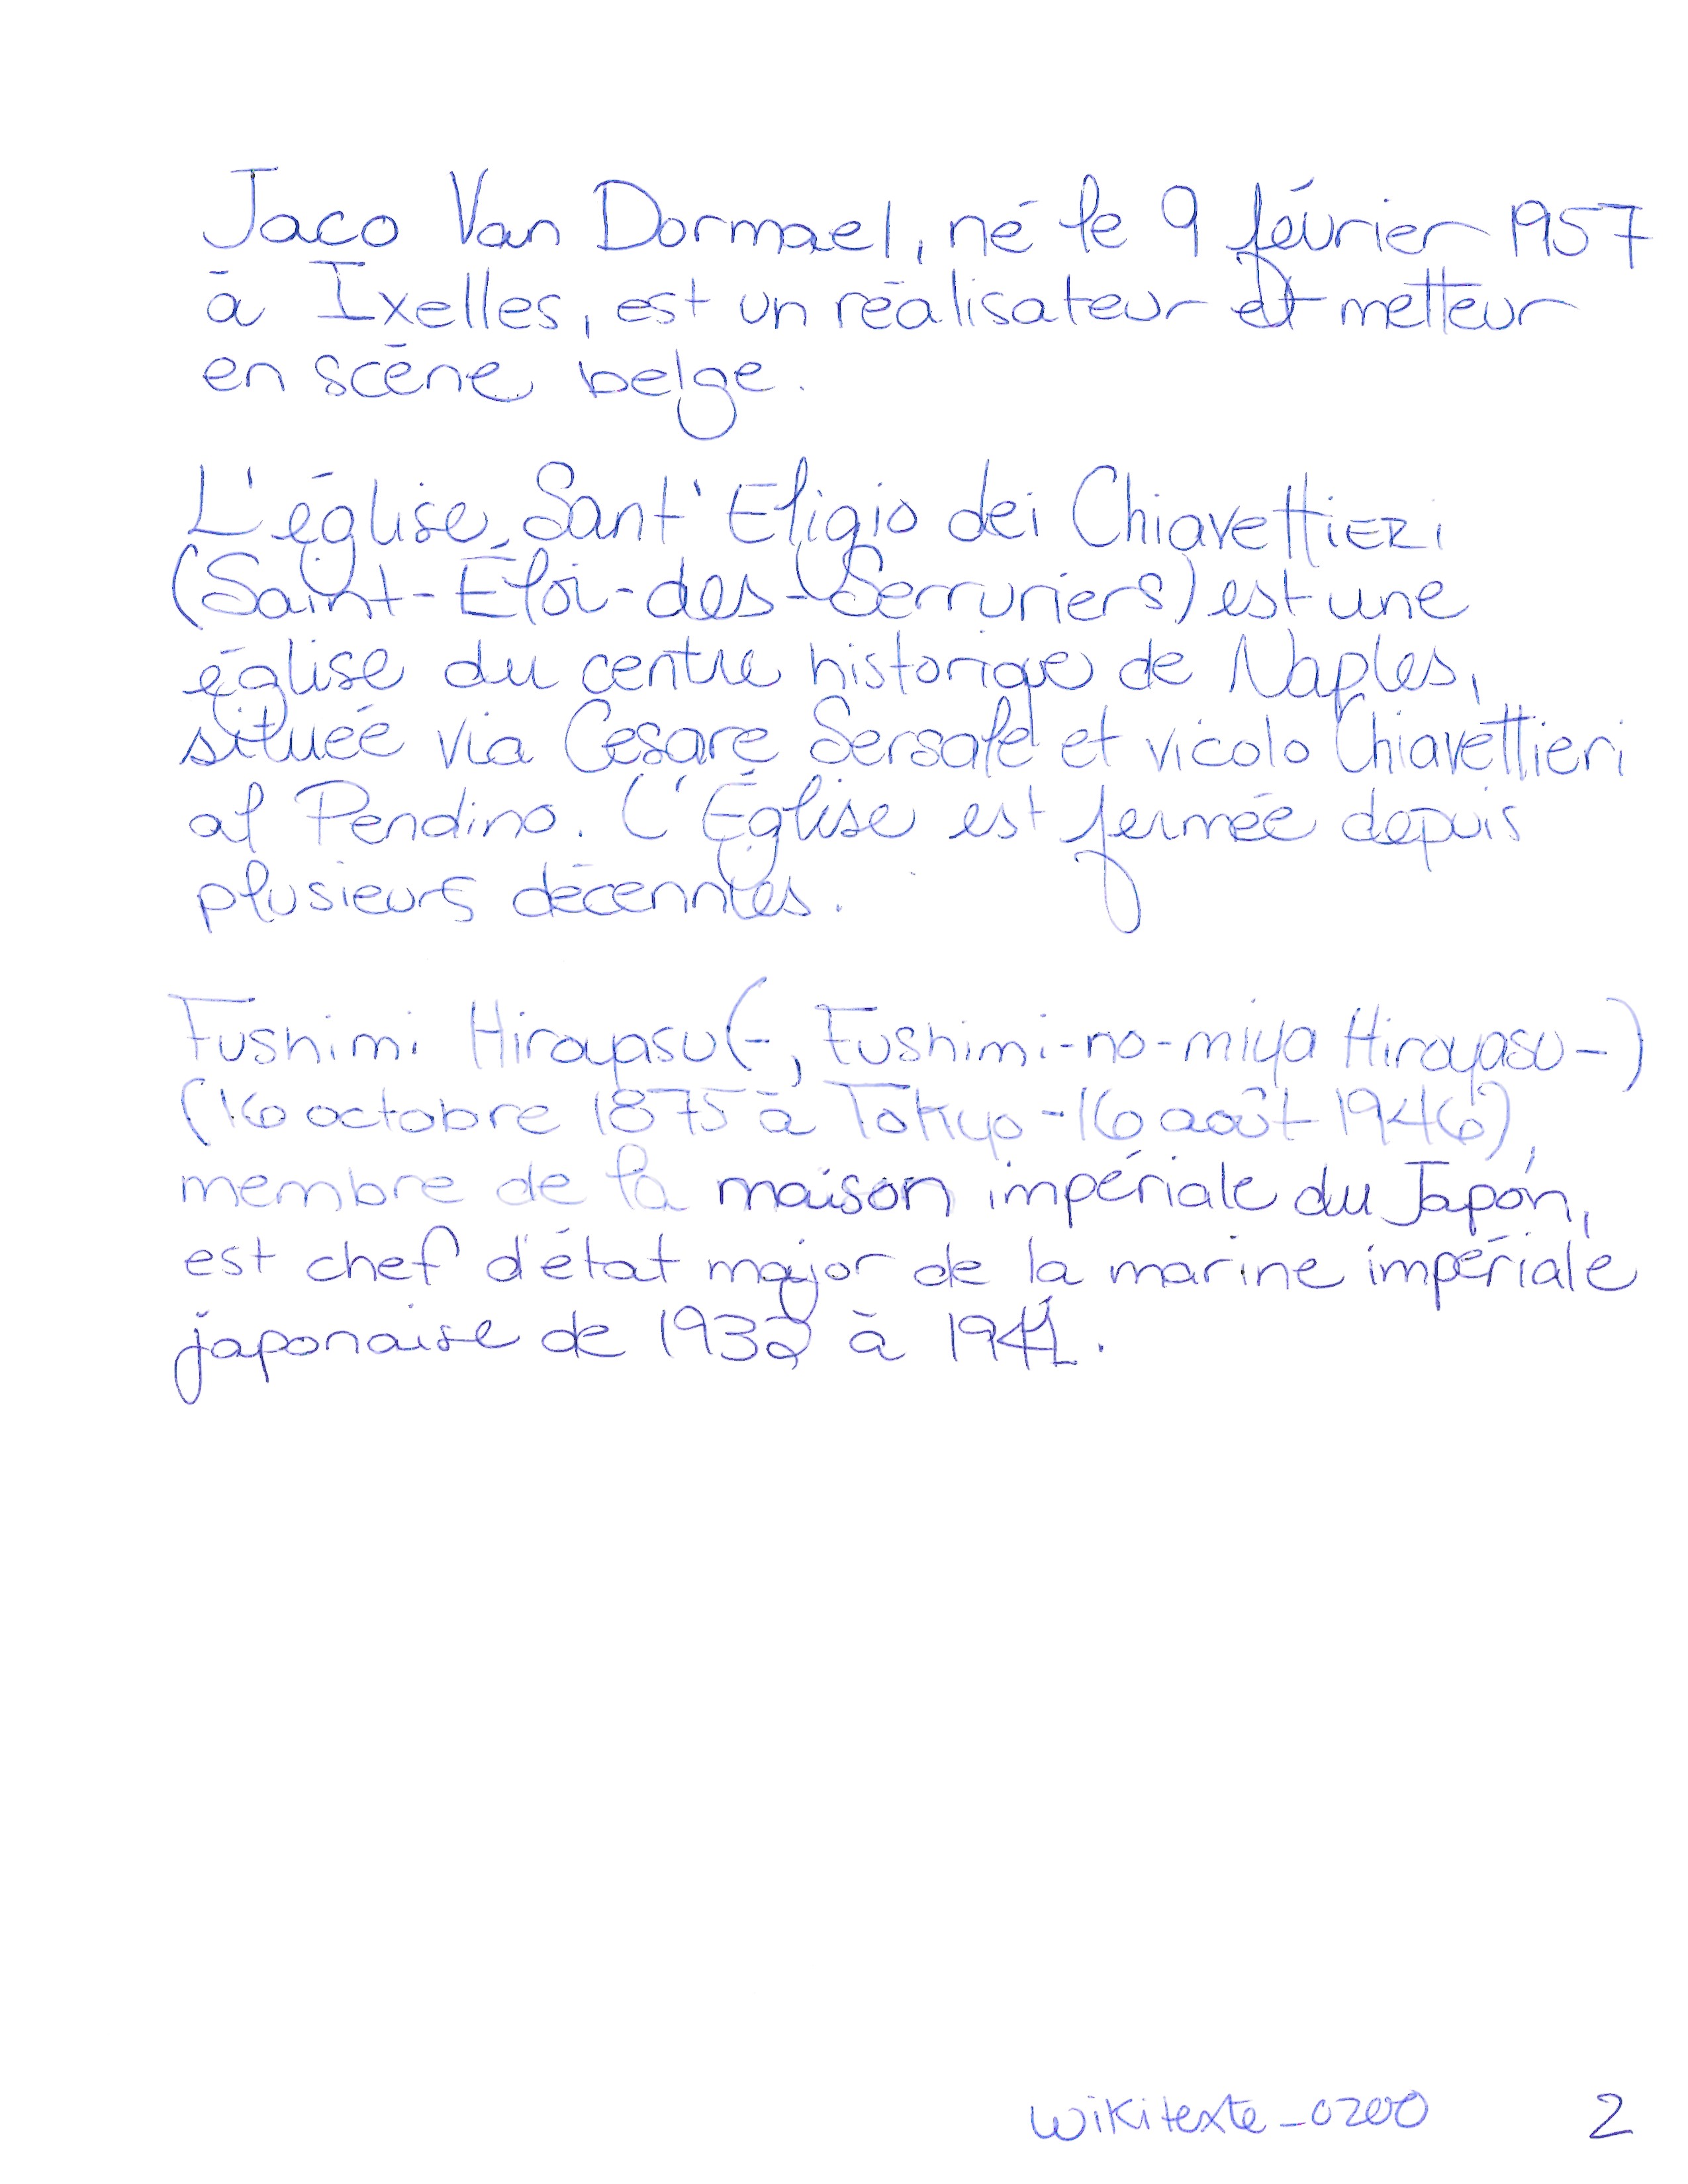 Jaco Van Dormael, né le 9 février 1957
à Ixelles, est un réalisateur et metteur
en scène belge.
L'église Sant'Eligio dei Chiavettieri
(Saint-Éloi-des-Serruriers) est une
église du centre historique de Naples,
située via Cesare Sersale et vicolo Chiavettieri
al Pendino. L'Église est fermée depuis
plusieurs décennies.
Fushimi Hiroyasu (-, Fushimi-no-miya Hiroyasu -)
(16 octobre 1875 à Tokyo - 16 août 1946),
membre de la maison impériale du Japon,
est chef d'état major de la marine impériale
japonaise de 1932 à 1941.
wikitexte_0200 2